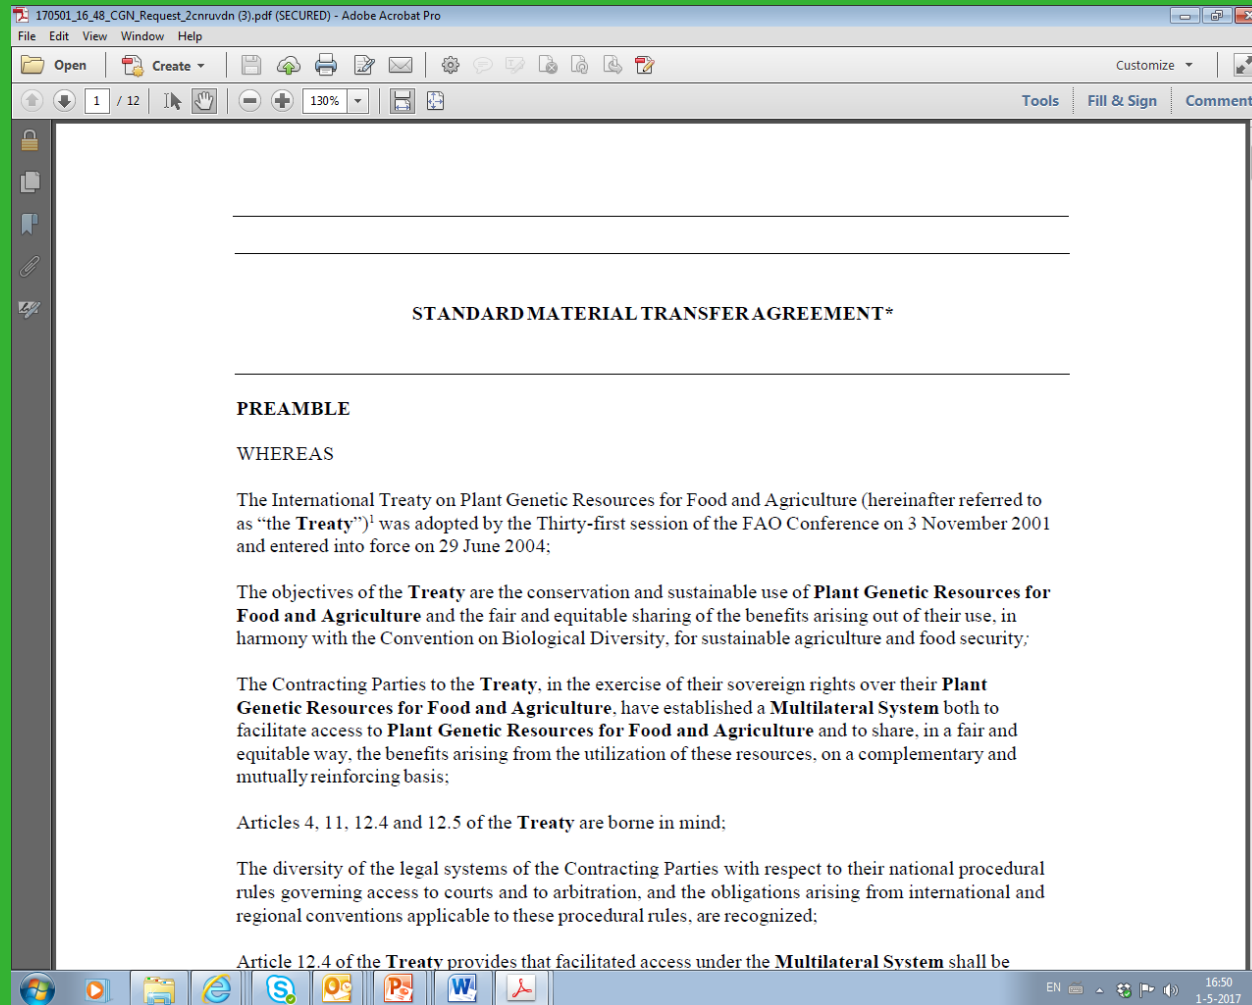 170501_16_48_CGN_Request_2cnruvdn (3).pdf (SECURED) - Adobe Acrobat Pro
File Edit View Window Help
Open Create Customize
1 / 12 130% Tools Fill & Sign Comment
STANDARD MATERIAL TRANSFER AGREEMENT*
PREAMBLE
WHEREAS
The International Treaty on Plant Genetic Resources for Food and Agriculture (hereinafter referred to
as “the Treaty”)1 was adopted by the Thirty-first session of the FAO Conference on 3 November 2001
and entered into force on 29 June 2004;
The objectives of the Treaty are the conservation and sustainable use of Plant Genetic Resources for
Food and Agriculture and the fair and equitable sharing of the benefits arising out of their use, in
harmony with the Convention on Biological Diversity, for sustainable agriculture and food security;
The Contracting Parties to the Treaty, in the exercise of their sovereign rights over their Plant
Genetic Resources for Food and Agriculture, have established a Multilateral System both to
facilitate access to Plant Genetic Resources for Food and Agriculture and to share, in a fair and
equitable way, the benefits arising from the utilization of these resources, on a complementary and
mutually reinforcing basis;
Articles 4, 11, 12.4 and 12.5 of the Treaty are borne in mind;
The diversity of the legal systems of the Contracting Parties with respect to their national procedural
rules governing access to courts and to arbitration, and the obligations arising from international and
regional conventions applicable to these procedural rules, are recognized;
Article 12.4 of the Treaty provides that facilitated access under the Multilateral System shall be
EN 16:50
1-5-2017